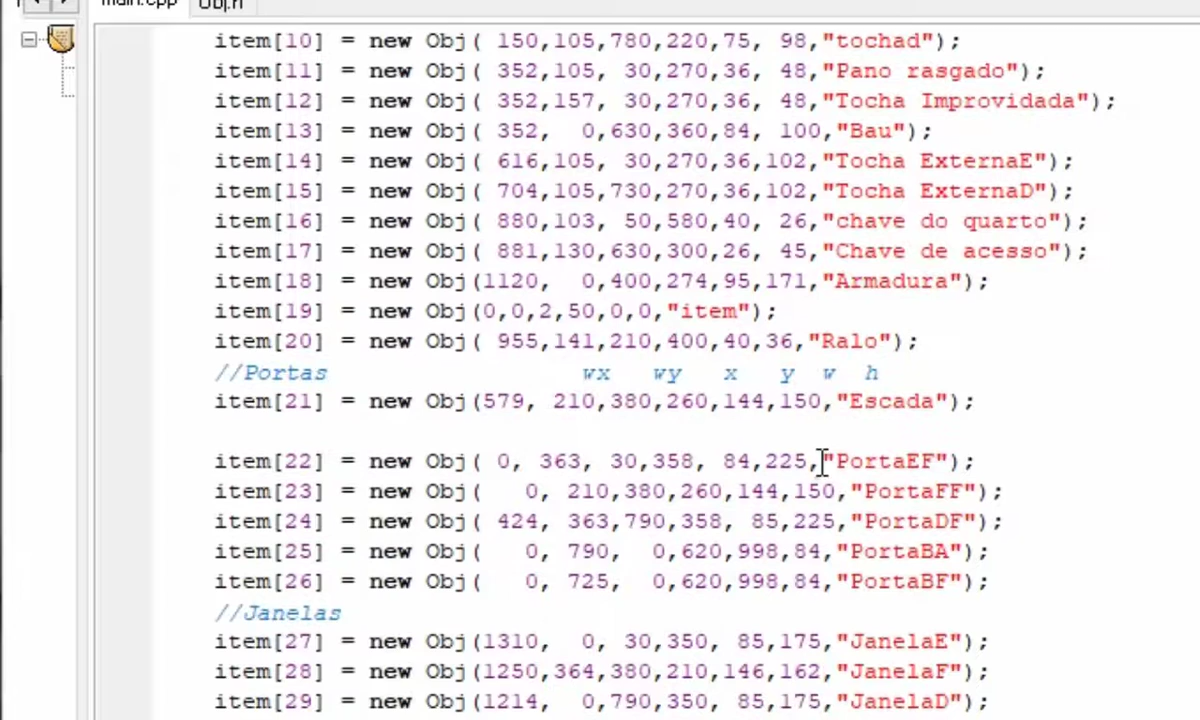 main.cpp Obj.h
item[10] = new Obj( 150,105,780,220,75, 98,"tochad");
item[11] = new Obj( 352,105, 30,270,36, 48,"Pano rasgado");
item[12] = new Obj( 352,157, 30,270,36, 48,"Tocha Improvidada");
item[13] = new Obj( 352, 0,630,360,84, 100,"Bau");
item[14] = new Obj( 616,105, 30,270,36,102,"Tocha ExternaE");
item[15] = new Obj( 704,105,730,270,36,102,"Tocha ExternaD");
item[16] = new Obj( 880,103, 50,580,40, 26,"chave do quarto");
item[17] = new Obj( 881,130,630,300,26, 45,"Chave de acesso");
item[18] = new Obj(1120, 0,400,274,95,171,"Armadura");
item[19] = new Obj(0,0,2,50,0,0,"item");
item[20] = new Obj( 955,141,210,400,40,36,"Ralo");
//Portas wx wy x y w h
item[21] = new Obj(579, 210,380,260,144,150,"Escada");
item[22] = new Obj( 0, 363, 30,358, 84,225,"PortaEF");
item[23] = new Obj( 0, 210,380,260,144,150,"PortaFF");
item[24] = new Obj( 424, 363,790,358, 85,225,"PortaDF");
item[25] = new Obj( 0, 790, 0,620,998,84,"PortaBA");
item[26] = new Obj( 0, 725, 0,620,998,84,"PortaBF");
//Janelas
item[27] = new Obj(1310, 0, 30,350, 85,175,"JanelaE");
item[28] = new Obj(1250,364,380,210,146,162,"JanelaF");
item[29] = new Obj(1214, 0,790,350, 85,175,"JanelaD");